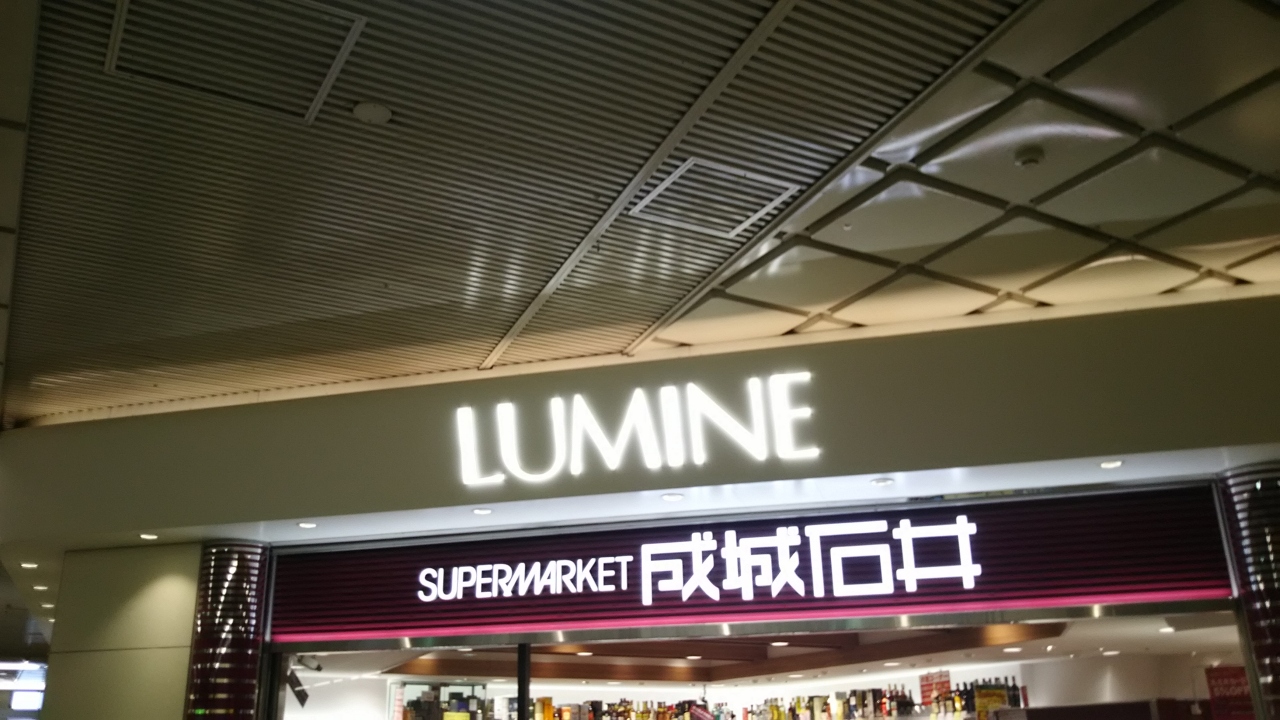 LUMINE
SUPERMARKET 成城石井